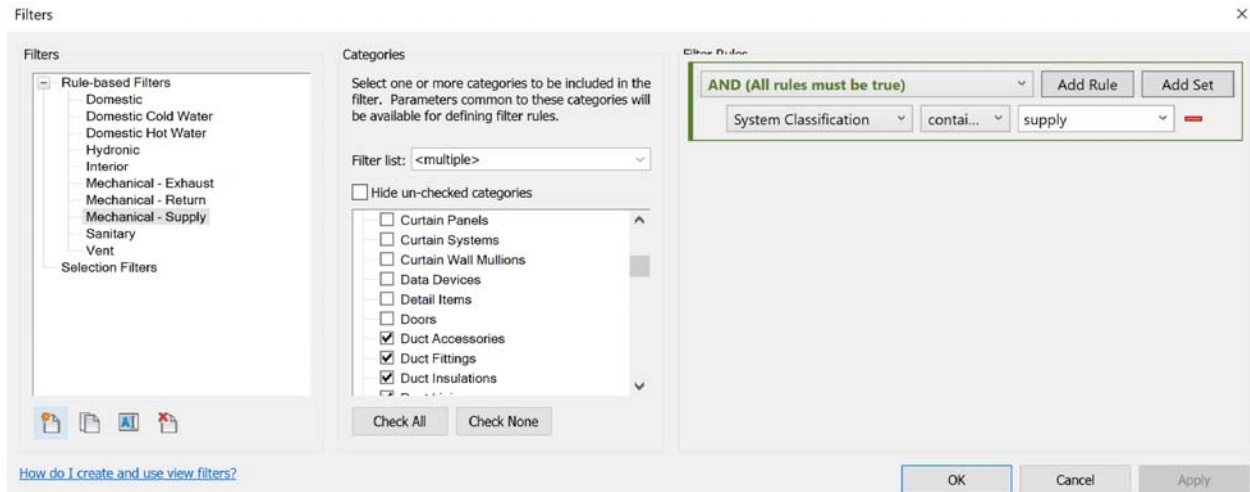 Filters
Filters
Rule-based Filters
Domestic
Domestic Cold Water
Domestic Hot Water
Hydronic
Interior
Mechanical - Exhaust
Mechanical - Return
Mechanical - Supply
Sanitary
Vent
Selection Filters
Categories
Select one or more categories to be included in the
filter. Parameters common to these categories will
be available for defining filter rules.
Filter list: <multiple>
Hide un-checked categories
Curtain Panels
Curtain Systems
Curtain Wall Mullions
Data Devices
Detail Items
Doors
Duct Accessories
Duct Fittings
Duct Insulations
Check All Check None
Filter Rules
AND (All rules must be true) Add Rule Add Set
System Classification contai... supply
How do I create and use view filters?
OK Cancel Apply